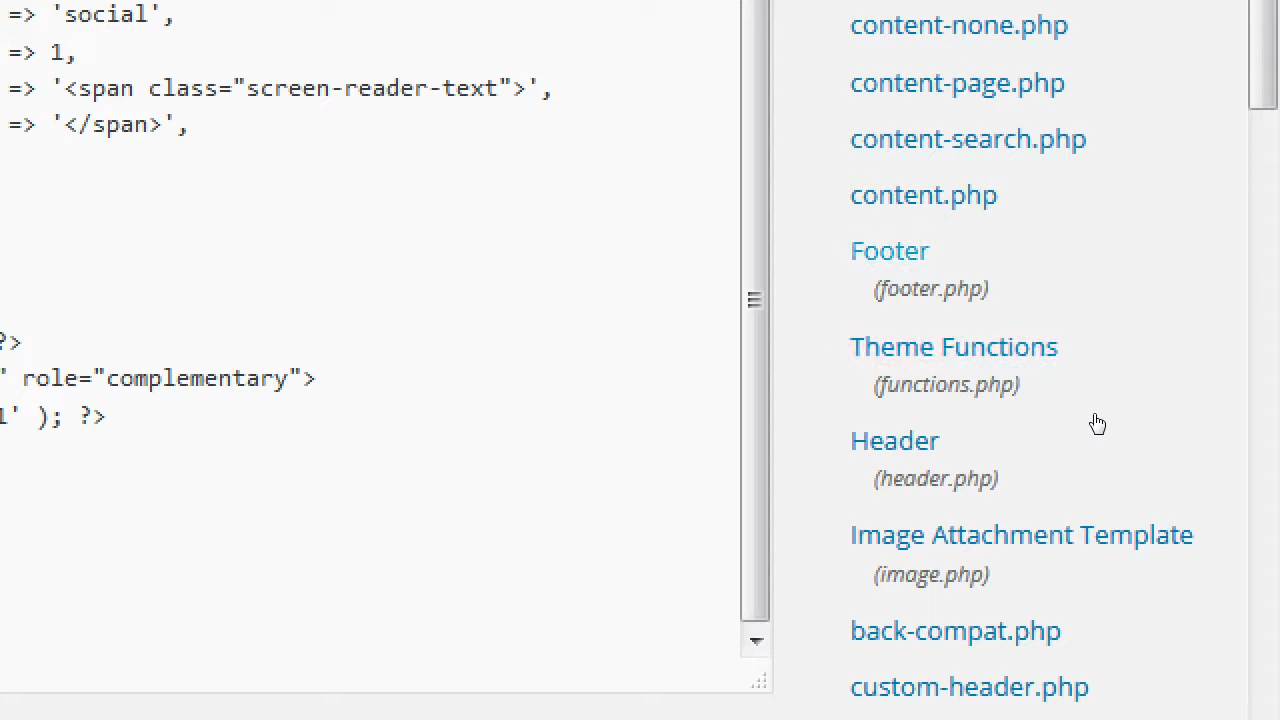 => 'social',
=> 1,
=> '<span class="screen-reader-text">',
=> '</span>',
?>
" role="complementary">
1' ); ?>
content-none.php
content-page.php
content-search.php
content.php
Footer
(footer.php)
Theme Functions
(functions.php)
Header
(header.php)
Image Attachment Template
(image.php)
back-compat.php
custom-header.php